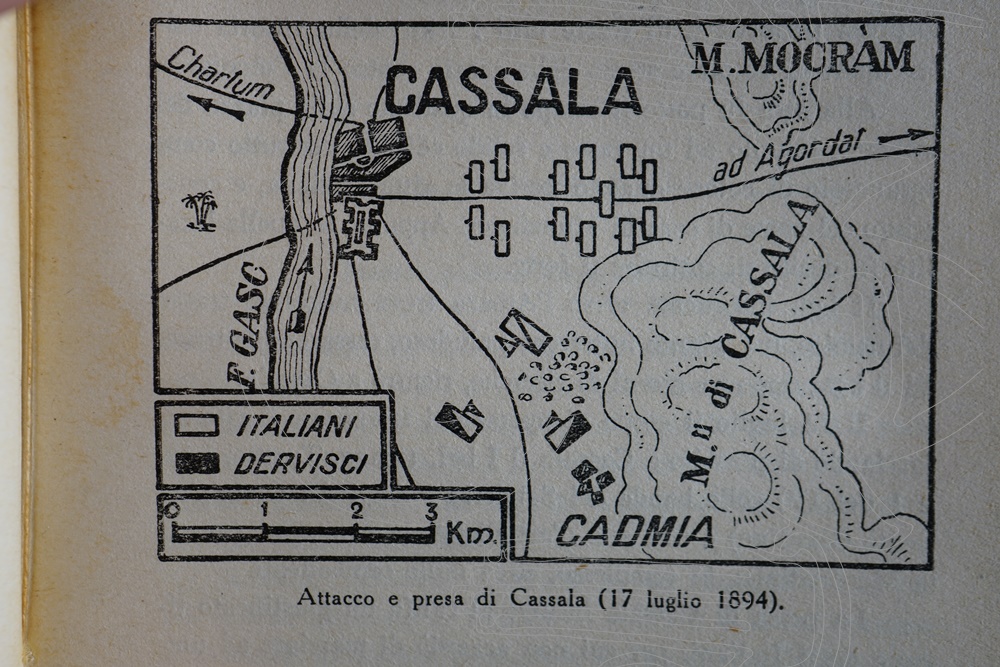 Chartum
CASSALA
M. MOCRAM
ad Agordat
F. GASC
M.ti di CASSALA
CADMIA
ITALIANI
DERVISCI
0 1 2 3 Km.
Attacco e presa di Cassala (17 luglio 1894).